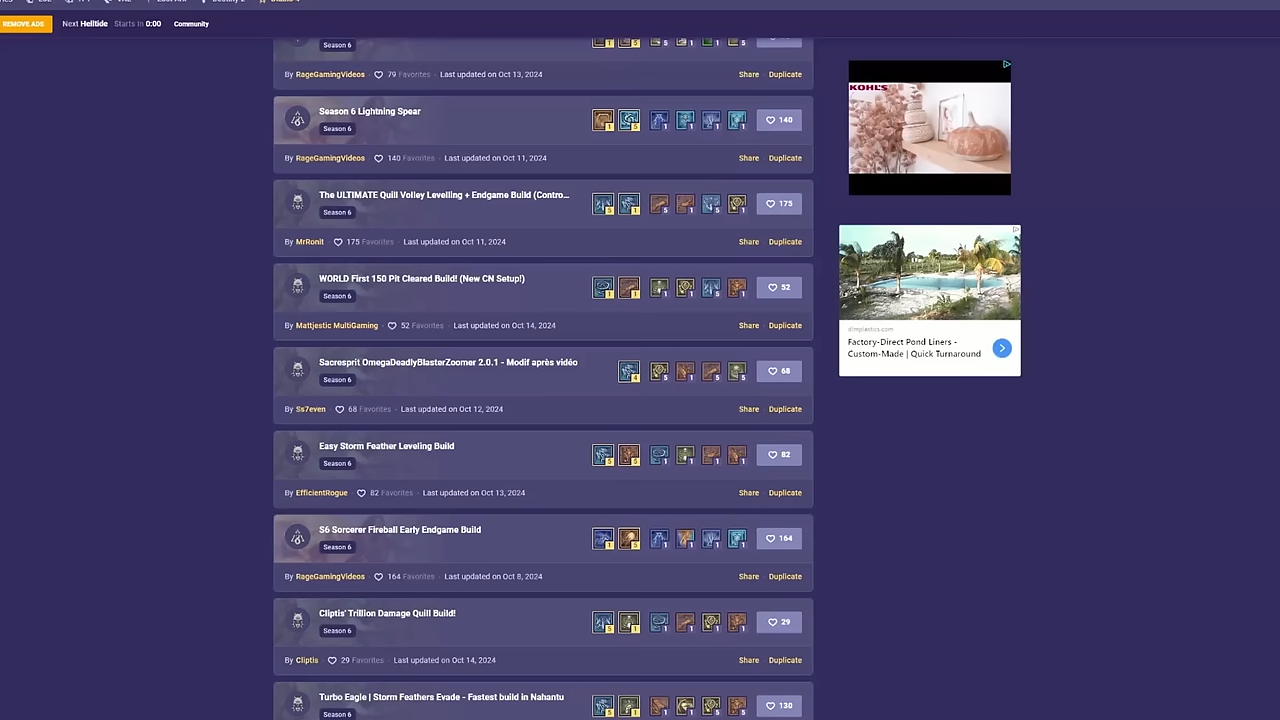 REMOVE ADS Next Helltide Starts In 0:00 Community
Season 6
By RageGamingVideos 79 Favorites · Last updated on Oct 13, 2024 Share Duplicate
Season 6 Lightning Spear
140
Season 6
By RageGamingVideos 140 Favorites · Last updated on Oct 11, 2024 Share Duplicate
The ULTIMATE Quill Volley Levelling + Endgame Build (Contro...
175
Season 6
By MrRonit 175 Favorites · Last updated on Oct 11, 2024 Share Duplicate
WORLD First 150 Pit Cleared Build! (New CN Setup!)
52
Season 6
By Mattjestic MultiGaming 52 Favorites · Last updated on Oct 14, 2024 Share Duplicate
Sacresprit OmegaDeadlyBlasterZoomer 2.0.1 - Modif après vidéo
68
Season 6
By Ss7even 68 Favorites · Last updated on Oct 12, 2024 Share Duplicate
Easy Storm Feather Leveling Build
82
Season 6
By EfficientRogue 82 Favorites · Last updated on Oct 13, 2024 Share Duplicate
S6 Sorcerer Fireball Early Endgame Build
164
Season 6
By RageGamingVideos 164 Favorites · Last updated on Oct 8, 2024 Share Duplicate
Cliptis' Trillion Damage Quill Build!
29
Season 6
By Cliptis 29 Favorites · Last updated on Oct 14, 2024 Share Duplicate
Turbo Eagle | Storm Feathers Evade - Fastest build in Nahantu
130
Season 6
KOHL'S
dlmplastics.com
Factory-Direct Pond Liners -
Custom-Made | Quick Turnaround